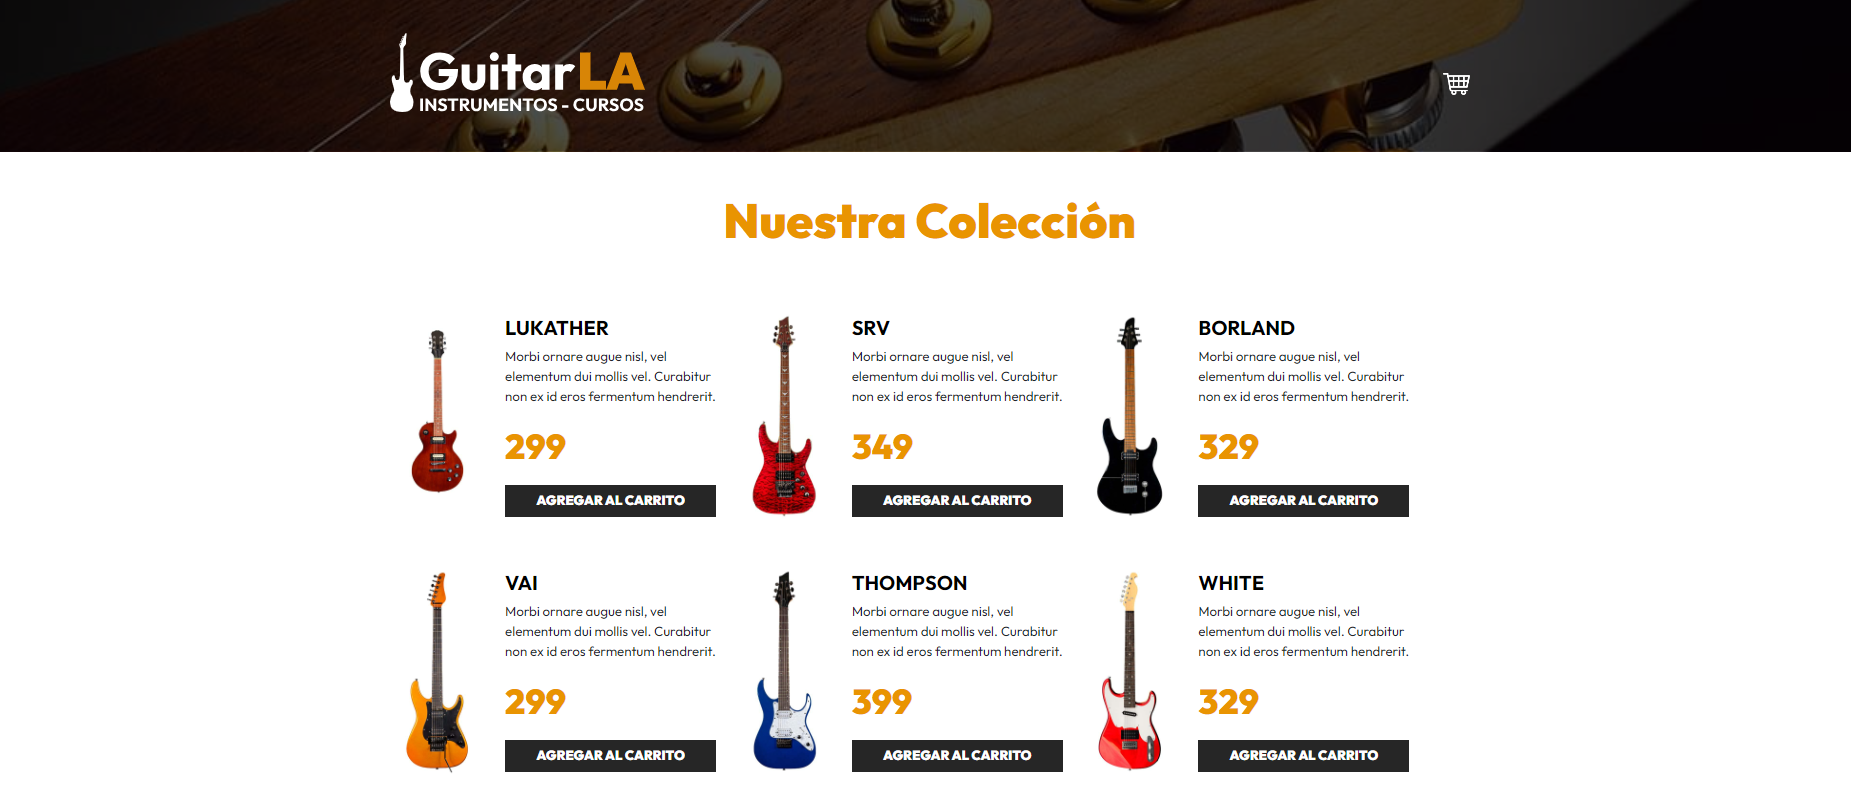 GuitarLA
INSTRUMENTOS - CURSOS
Nuestra Colección
LUKATHER
Morbi ornare augue nisl, vel
elementum dui mollis vel. Curabitur
non ex id eros fermentum hendrerit.
299
AGREGAR AL CARRITO
SRV
Morbi ornare augue nisl, vel
elementum dui mollis vel. Curabitur
non ex id eros fermentum hendrerit.
349
AGREGAR AL CARRITO
BORLAND
Morbi ornare augue nisl, vel
elementum dui mollis vel. Curabitur
non ex id eros fermentum hendrerit.
329
AGREGAR AL CARRITO
VAI
Morbi ornare augue nisl, vel
elementum dui mollis vel. Curabitur
non ex id eros fermentum hendrerit.
299
AGREGAR AL CARRITO
THOMPSON
Morbi ornare augue nisl, vel
elementum dui mollis vel. Curabitur
non ex id eros fermentum hendrerit.
399
AGREGAR AL CARRITO
WHITE
Morbi ornare augue nisl, vel
elementum dui mollis vel. Curabitur
non ex id eros fermentum hendrerit.
329
AGREGAR AL CARRITO